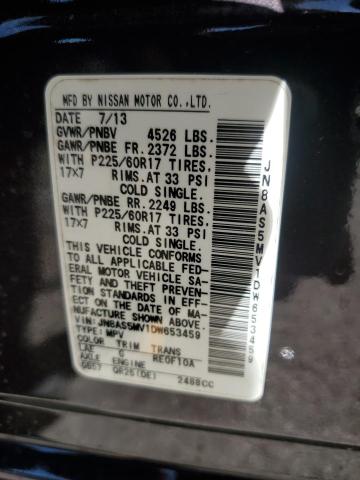 MFD BY NISSAN MOTOR CO.,LTD.
DATE 7/13
GVWR/PNBV 4526 LBS.
GAWR/PNBE FR. 2372 LBS.
WITH P225/60R17 TIRES,
17x7 RIMS.AT 33 PSI
COLD SINGLE.
GAWR/PNBE RR. 2249 LBS.
WITH P225/60R17 TIRES,
17x7 RIMS.AT 33 PSI
COLD SINGLE.
THIS VEHICLE CONFORMS
TO ALL APPLICABLE FED-
ERAL MOTOR VEHICLE SA-
FETY AND THEFT PREVEN-
TION STANDARDS IN EFF-
ECT ON THE DATE OF MA-
NUFACTURE SHOWN ABOVE.
VIN:JN8AS5MV1DW653459
TYPE:MPV
COLOR TRIM TRANS
LAE G RE0F10A
AXLE ENGINE
GB57 QR25(DE) 2488CC
JN8AS5MV1DW653459